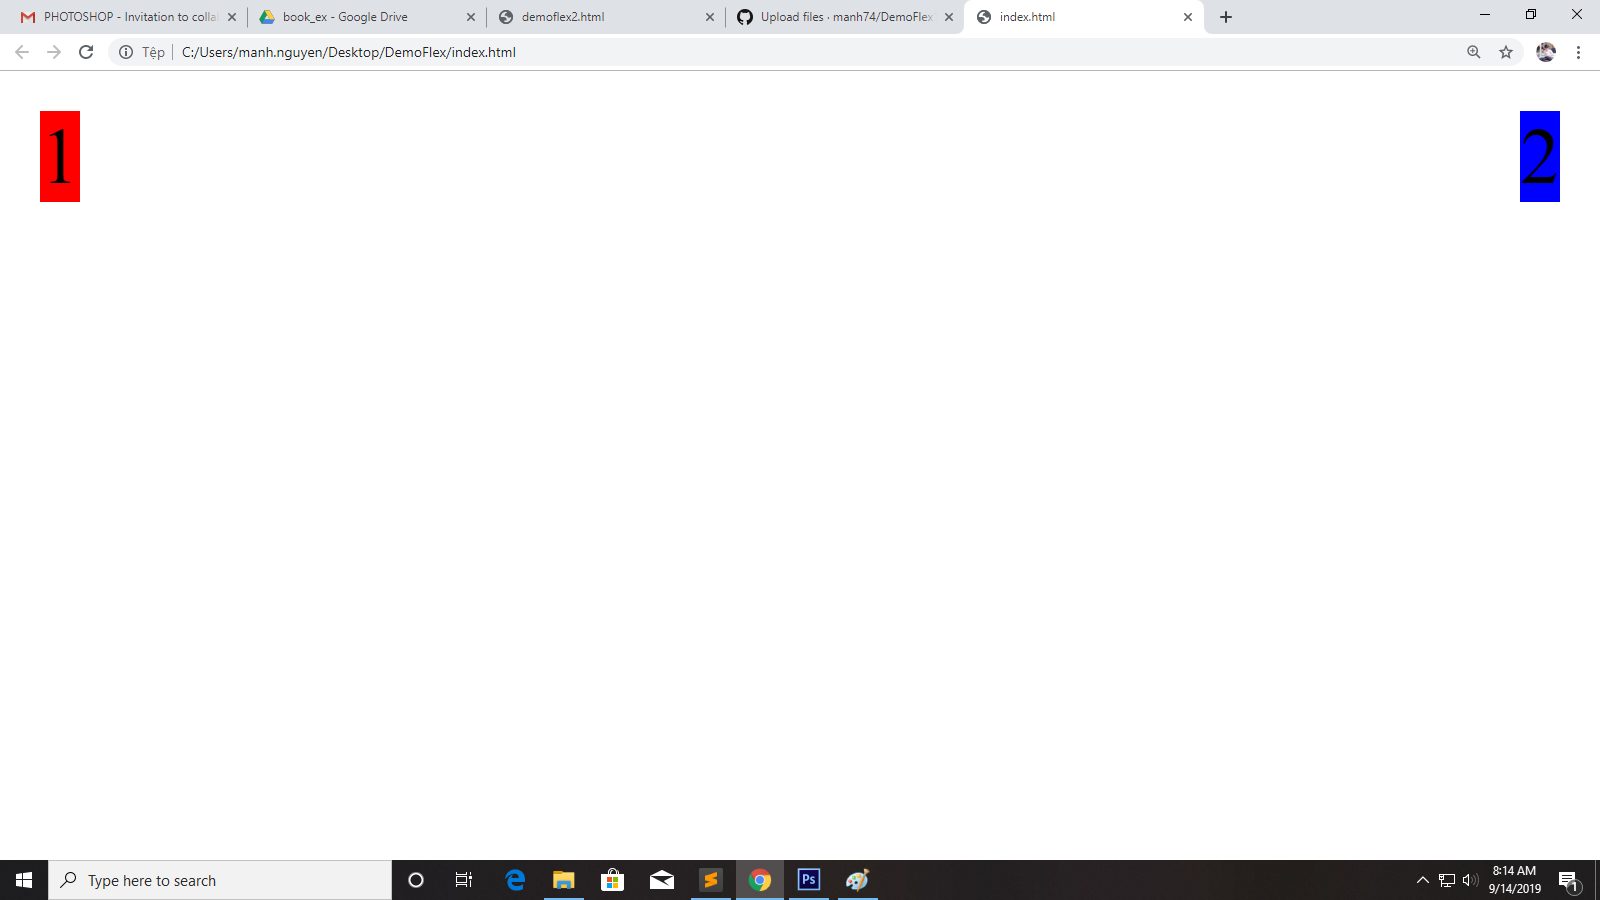 PHOTOSHOP - Invitation to colla
book_ex - Google Drive
demoflex2.html
Upload files · manh74/DemoFlex
index.html
Tệp
C:/Users/manh.nguyen/Desktop/DemoFlex/index.html
1
2
Type here to search
Ps
8:14 AM
9/14/2019
1